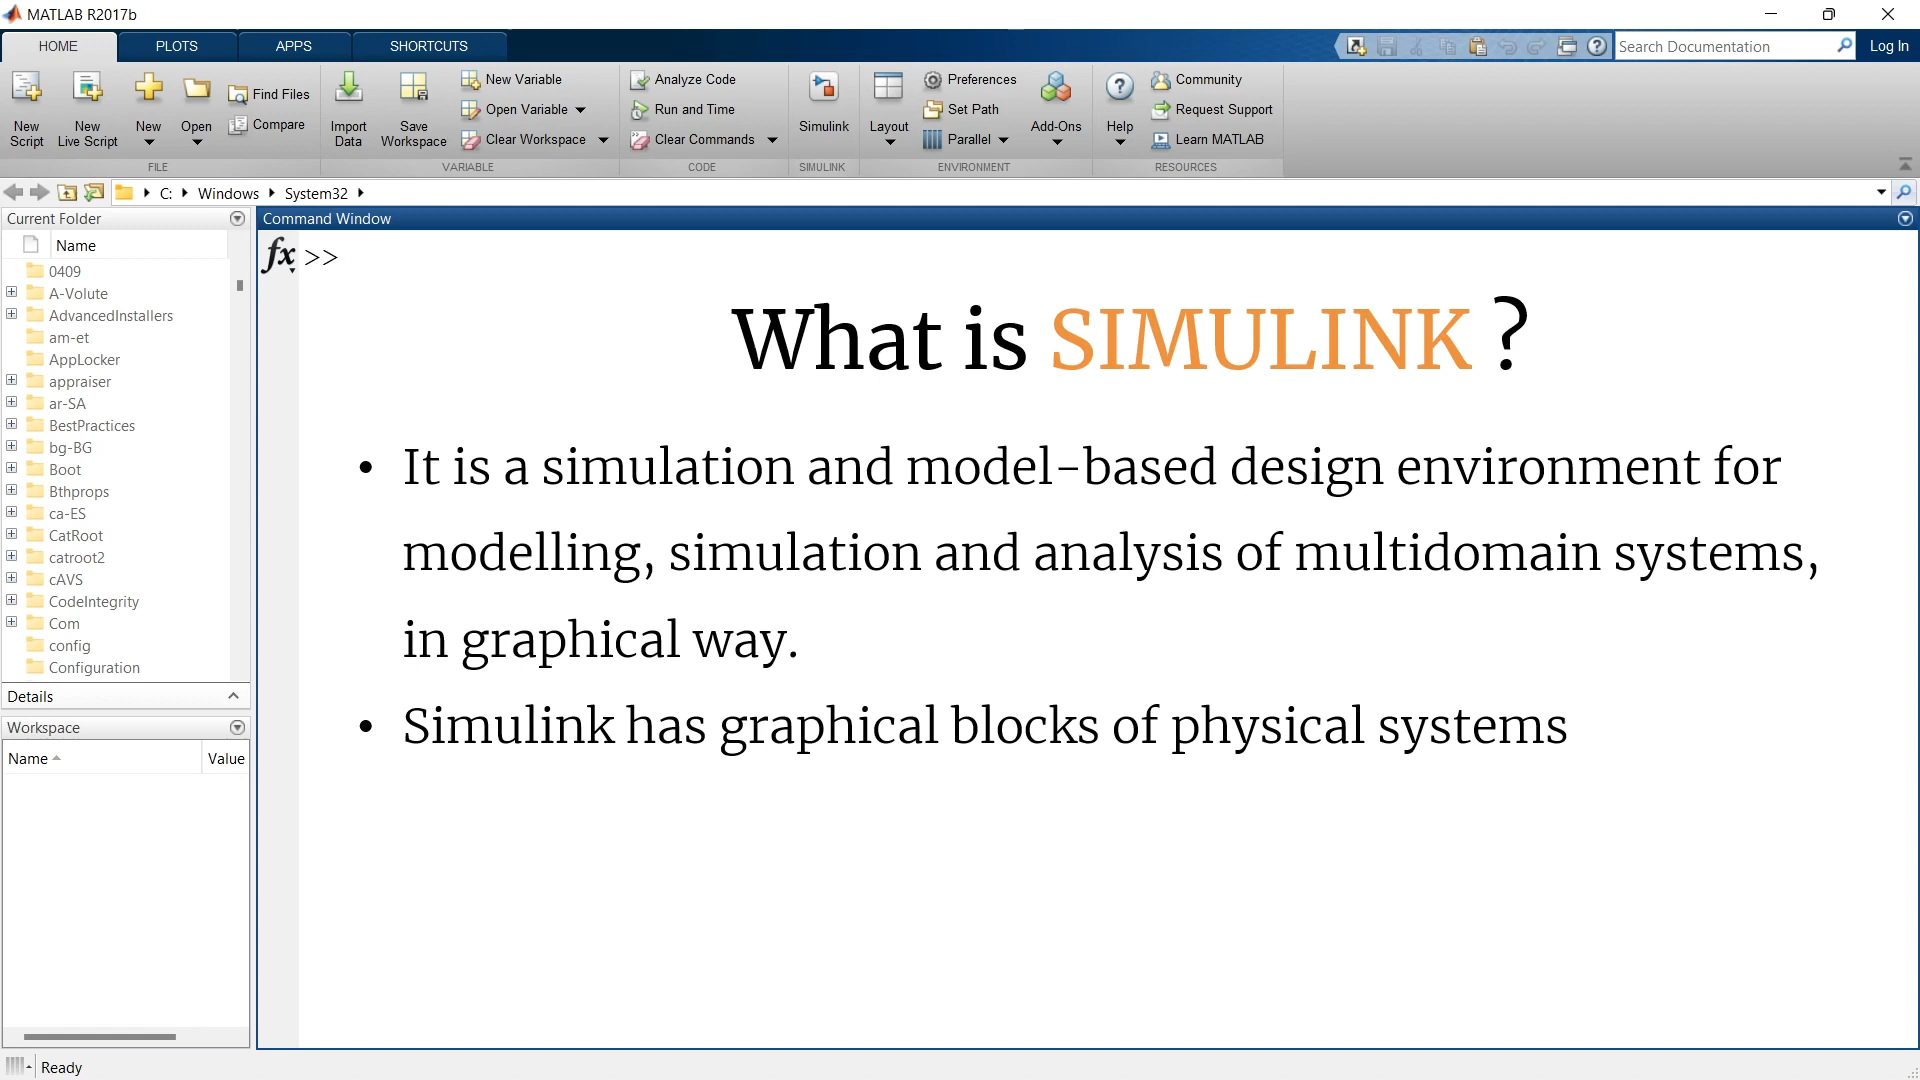 MATLAB R2017b
HOME PLOTS APPS SHORTCUTS
Search Documentation
Log In
New Script
New Live Script
New
Open
Find Files
Compare
FILE
Import Data
Save Workspace
New Variable
Open Variable
Clear Workspace
VARIABLE
Analyze Code
Run and Time
Clear Commands
CODE
Simulink
SIMULINK
Layout
Preferences
Set Path
Parallel
Add-Ons
ENVIRONMENT
Help
Community
Request Support
Learn MATLAB
RESOURCES
C: Windows System32
Current Folder
Name
0409
A-Volute
AdvancedInstallers
am-et
AppLocker
appraiser
ar-SA
BestPractices
bg-BG
Boot
Bthprops
ca-ES
CatRoot
catroot2
cAVS
CodeIntegrity
Com
config
Configuration
Details
Workspace
Name Value
Ready
Command Window
fx >>
What is SIMULINK ?
• It is a simulation and model-based design environment for
modelling, simulation and analysis of multidomain systems,
in graphical way.
• Simulink has graphical blocks of physical systems